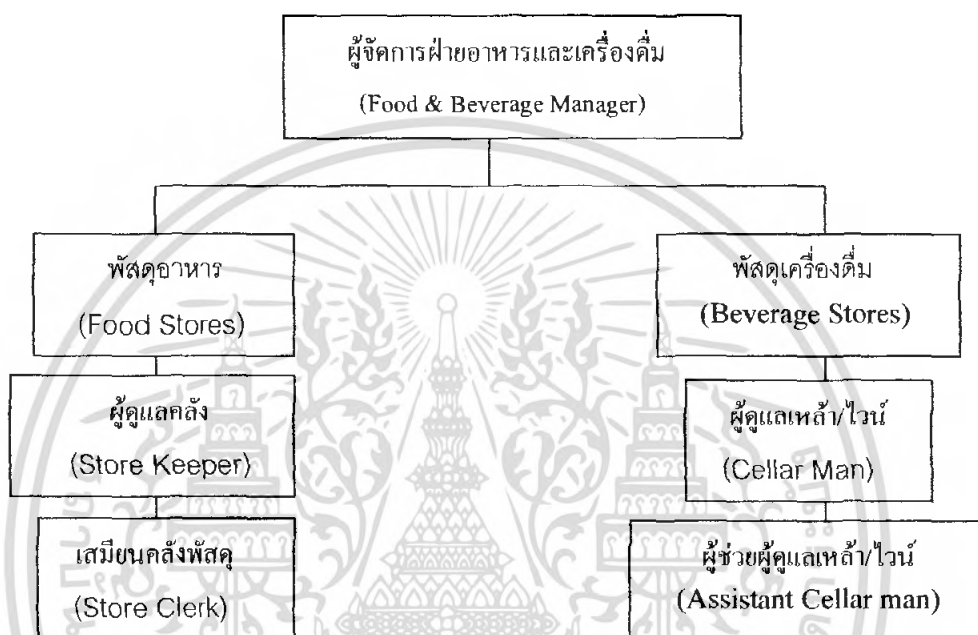 ผู้จัดการฝ่ายอาหารและเครื่องดื่ม
(Food & Beverage Manager)
พัสดุอาหาร
(Food Stores)
พัสดุเครื่องดื่ม
(Beverage Stores)
ผู้ดูแลคลัง
(Store Keeper)
ผู้ดูแลเหล้า/ไวน์
(Cellar Man)
เสมียนคลังพัสดุ
(Store Clerk)
ผู้ช่วยผู้ดูแลเหล้า/ไวน์
(Assistant Cellar man)